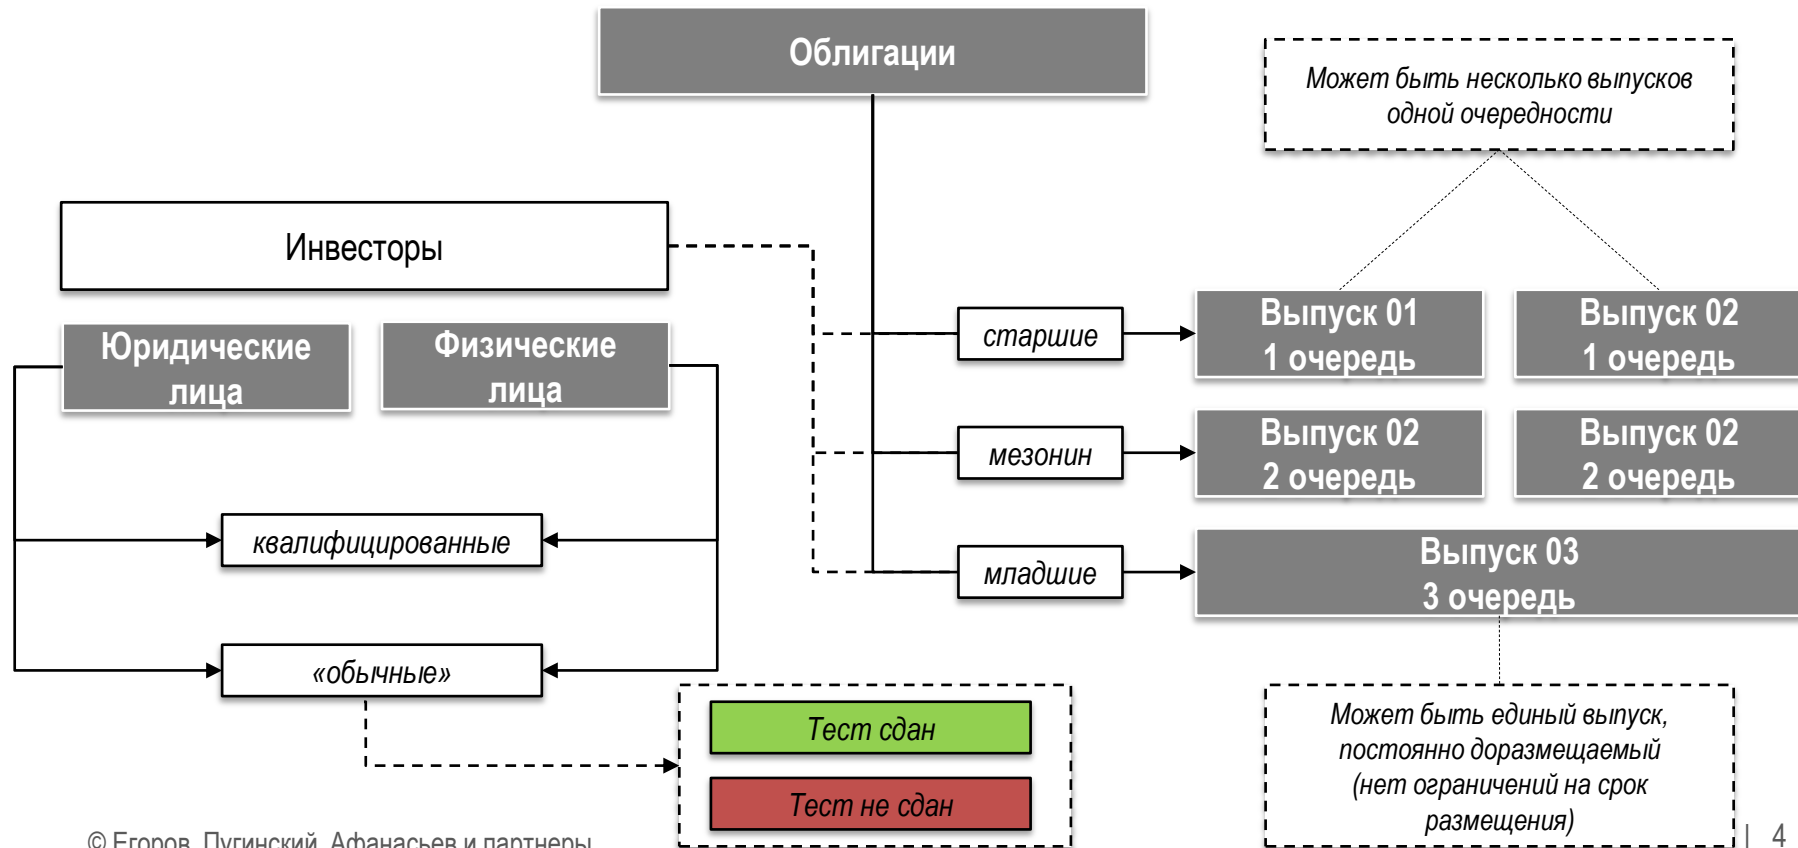 Облигации
Может быть несколько выпусков
одной очередности
Инвесторы
Юридические
лица
Физические
лица
старшие
Выпуск 01
1 очередь
Выпуск 02
1 очередь
мезонин
Выпуск 02
2 очередь
Выпуск 02
2 очередь
квалифицированные
младшие
Выпуск 03
3 очередь
«обычные»
Тест сдан
Тест не сдан
Может быть единый выпуск,
постоянно доразмещаемый
(нет ограничений на срок
размещения)
© Егоров, Пугинский, Афанасьев и партнеры
| 4